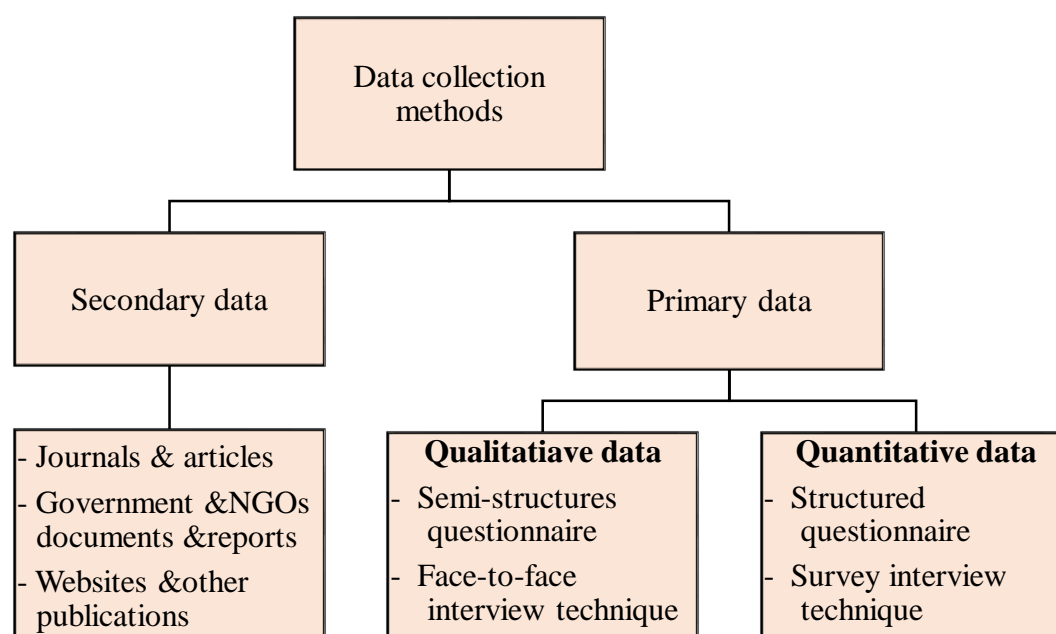 Data collection
methods
Secondary data
Primary data
- Journals & articles
- Government &NGOs
documents &reports
- Websites &other
publications
Qualitatiave data
- Semi-structures
questionnaire
- Face-to-face
interview technique
Quantitative data
- Structured
questionnaire
- Survey interview
technique